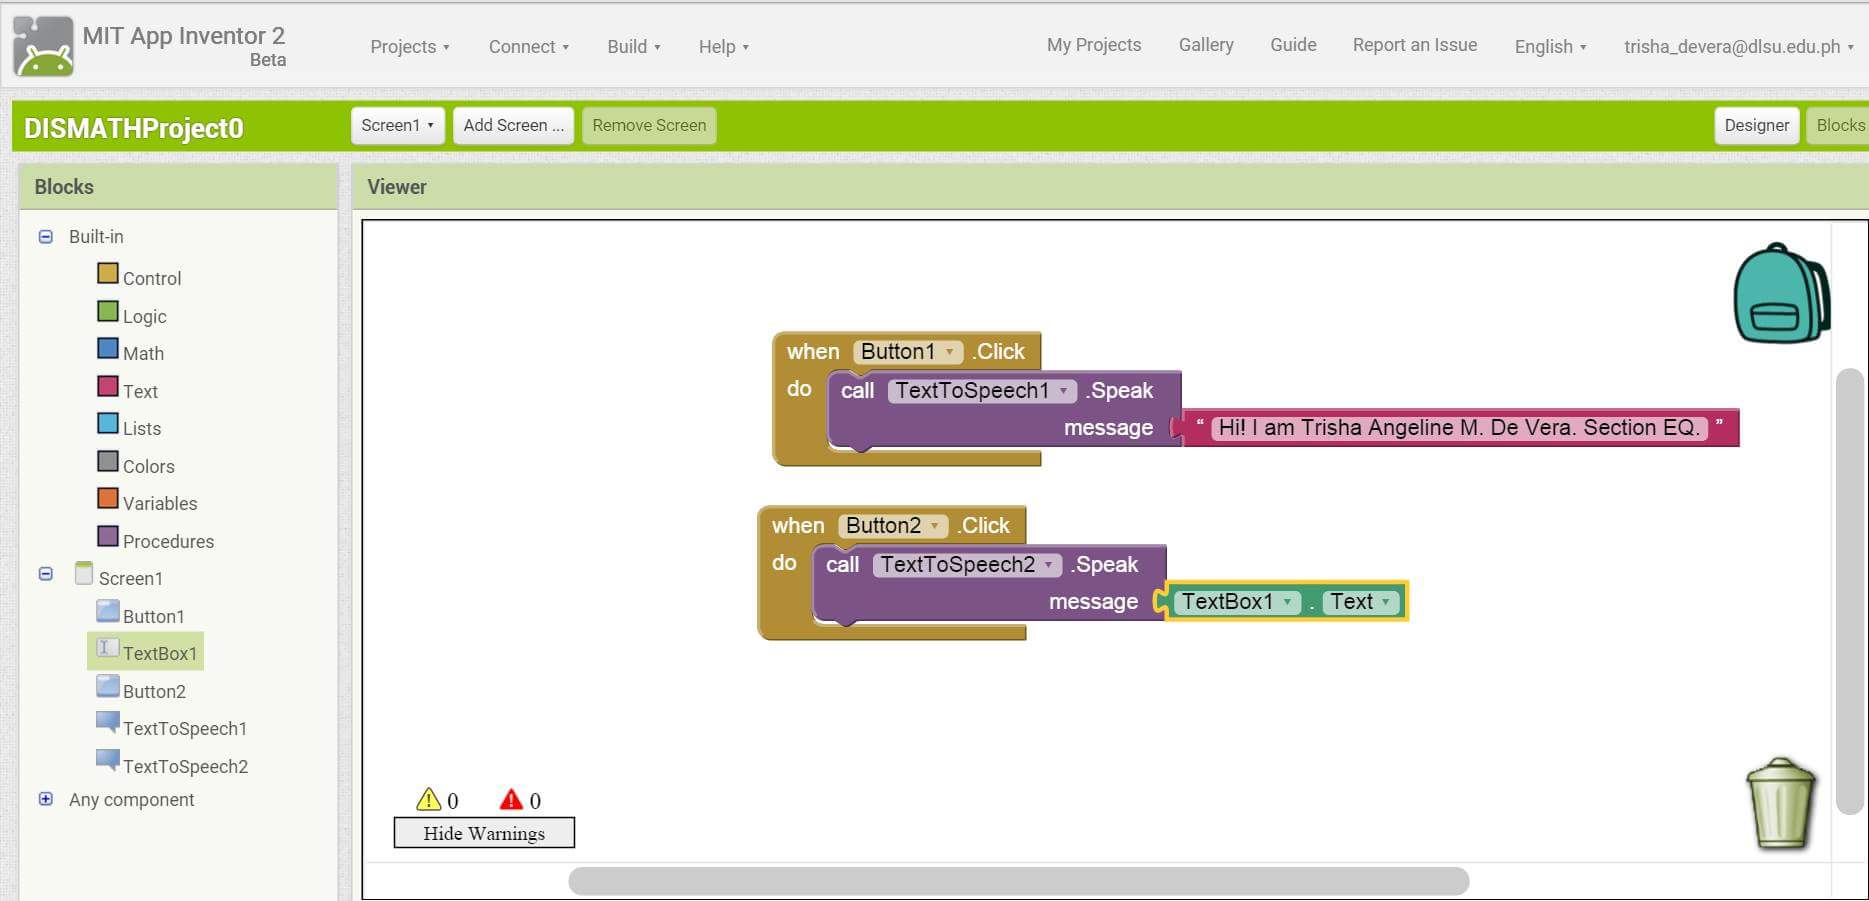 MIT App Inventor 2
Beta
Projects
Connect
Build
Help
My Projects
Gallery
Guide
Report an Issue
English
trisha_devera@dlsu.edu.ph
DISMATHProject0
Screen1
Add Screen ...
Remove Screen
Designer
Blocks
Blocks
Built-in
Control
Logic
Math
Text
Lists
Colors
Variables
Procedures
Screen1
Button1
TextBox1
Button2
TextToSpeech1
TextToSpeech2
Any component
Viewer
when Button1 .Click
do call TextToSpeech1 .Speak
message “ Hi! I am Trisha Angeline M. De Vera. Section EQ. ”
when Button2 .Click
do call TextToSpeech2 .Speak
message TextBox1 . Text
0 0
Hide Warnings